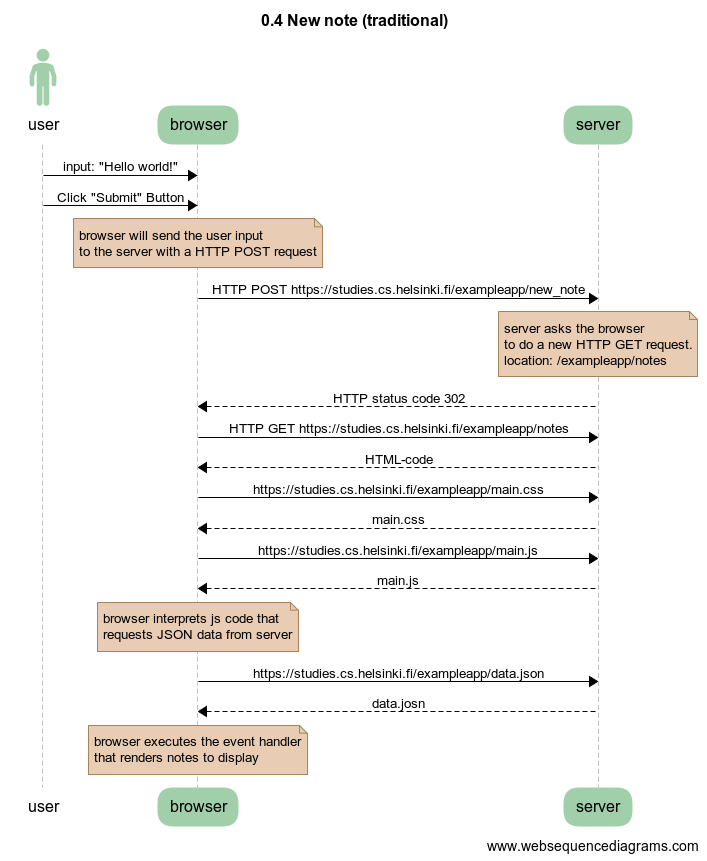 0.4 New note (traditional)
user
browser
server
input: "Hello world!"
Click "Submit" Button
browser will send the user input
to the server with a HTTP POST request
HTTP POST https://studies.cs.helsinki.fi/exampleapp/new_note
server asks the browser
to do a new HTTP GET request.
location: /exampleapp/notes
HTTP status code 302
HTTP GET https://studies.cs.helsinki.fi/exampleapp/notes
HTML-code
https://studies.cs.helsinki.fi/exampleapp/main.css
main.css
https://studies.cs.helsinki.fi/exampleapp/main.js
main.js
browser interprets js code that
requests JSON data from server
https://studies.cs.helsinki.fi/exampleapp/data.json
data.josn
browser executes the event handler
that renders notes to display
user
browser
server
www.websequencediagrams.com